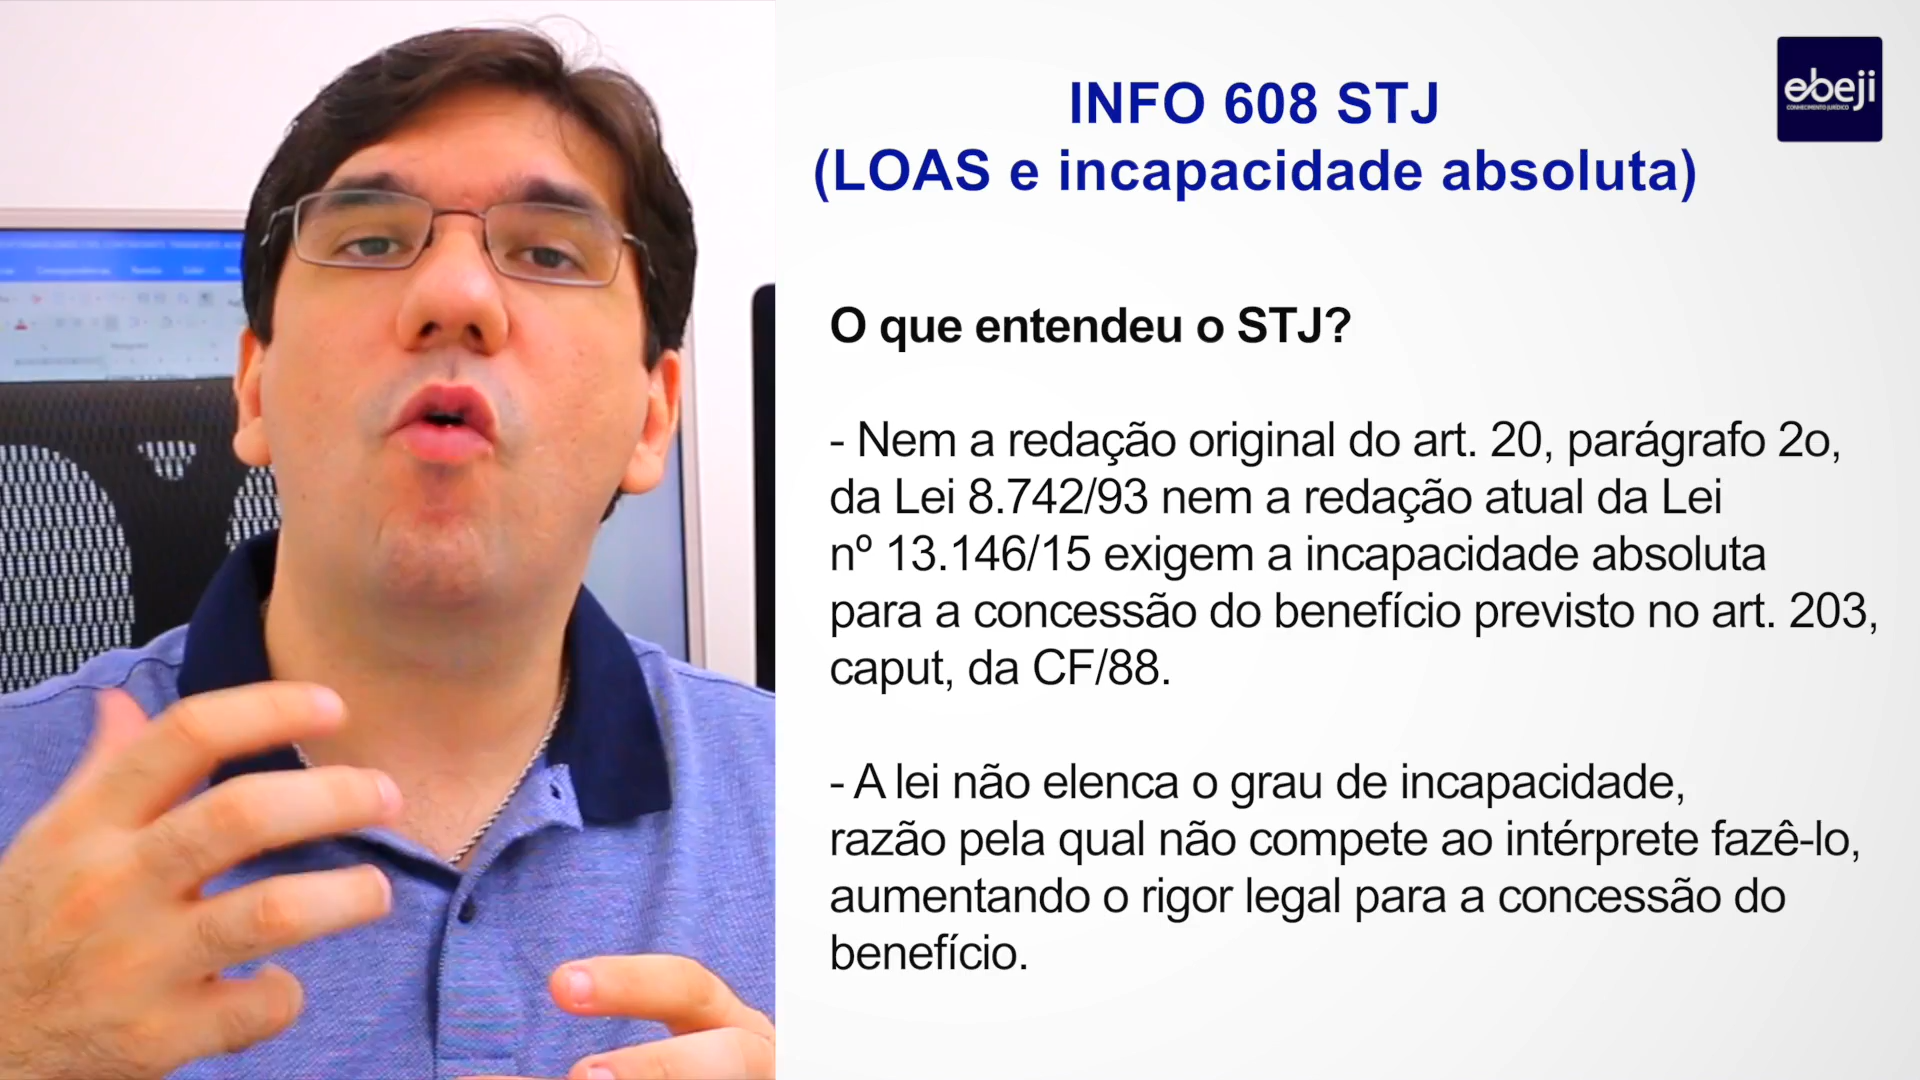 INFO 608 STJ
(LOAS e incapacidade absoluta)
ebeji
CONHECIMENTO JURÍDICO
O que entendeu o STJ?
- Nem a redação original do art. 20, parágrafo 2o,
da Lei 8.742/93 nem a redação atual da Lei
nº 13.146/15 exigem a incapacidade absoluta
para a concessão do benefício previsto no art. 203,
caput, da CF/88.
- A lei não elenca o grau de incapacidade,
razão pela qual não compete ao intérprete fazê-lo,
aumentando o rigor legal para a concessão do
benefício.